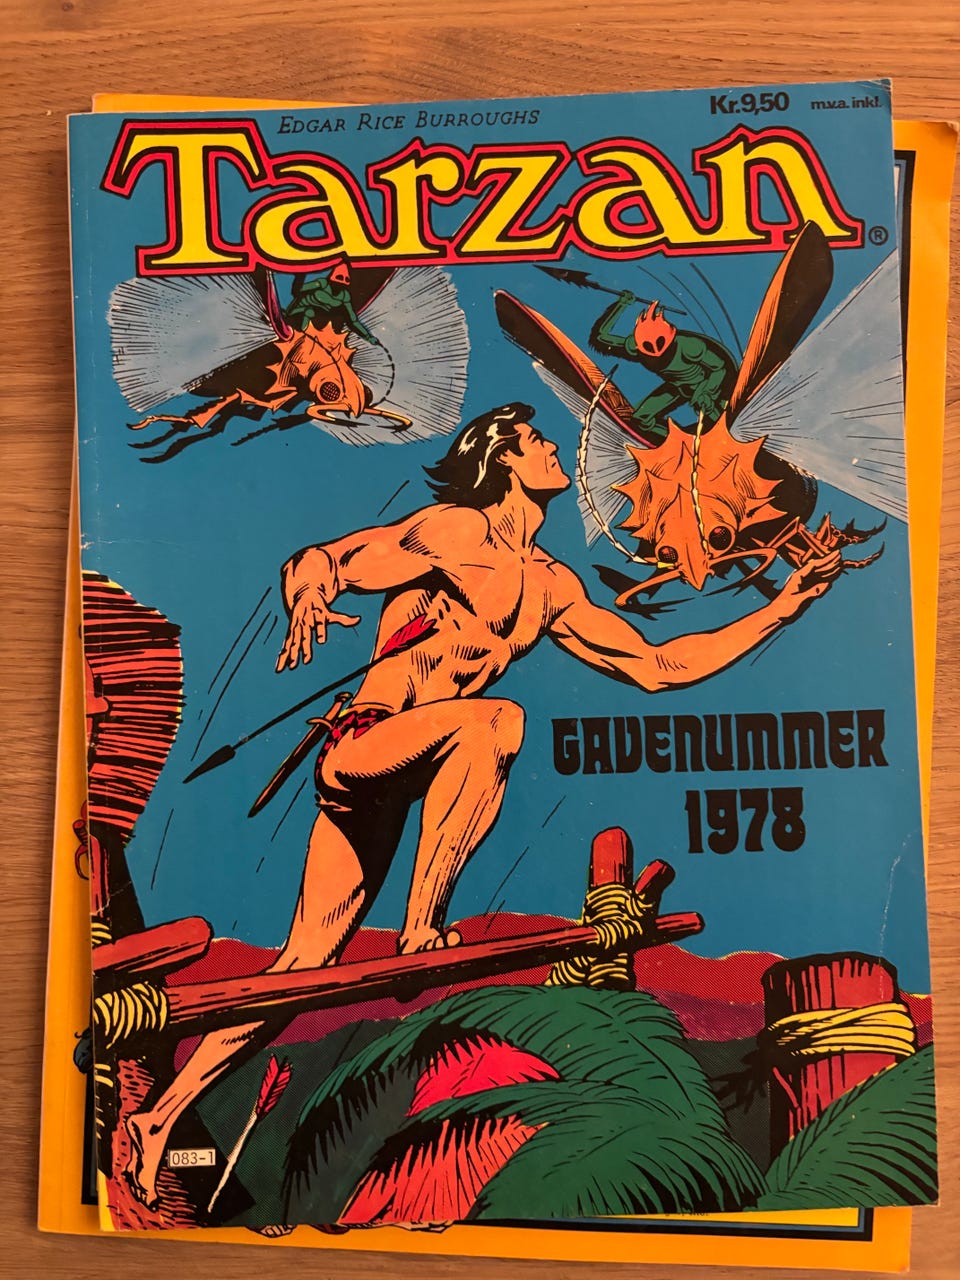 Kr.9,50 m.v.a. inkl.
EDGAR RICE BURROUGHS
Tarzan®
GAVENUMMER
1978
083-1